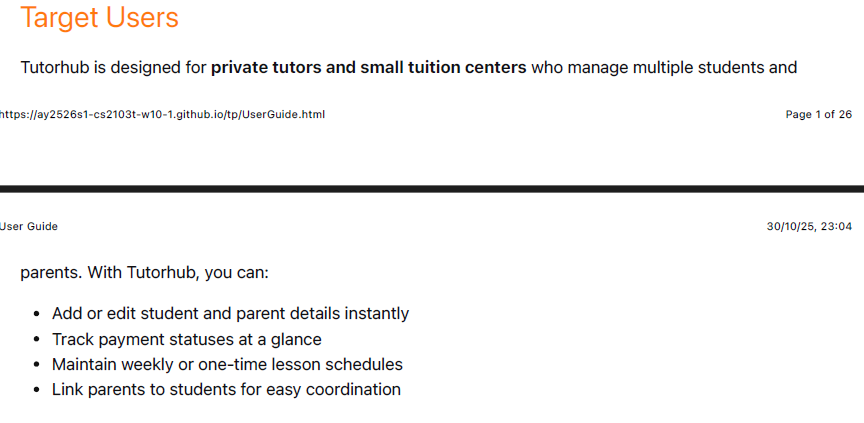 Target Users
Tutorhub is designed for private tutors and small tuition centers who manage multiple students and
https://ay2526s1-cs2103t-w10-1.github.io/tp/UserGuide.html Page 1 of 26
User Guide 30/10/25, 23:04
parents. With Tutorhub, you can:
• Add or edit student and parent details instantly
• Track payment statuses at a glance
• Maintain weekly or one-time lesson schedules
• Link parents to students for easy coordination